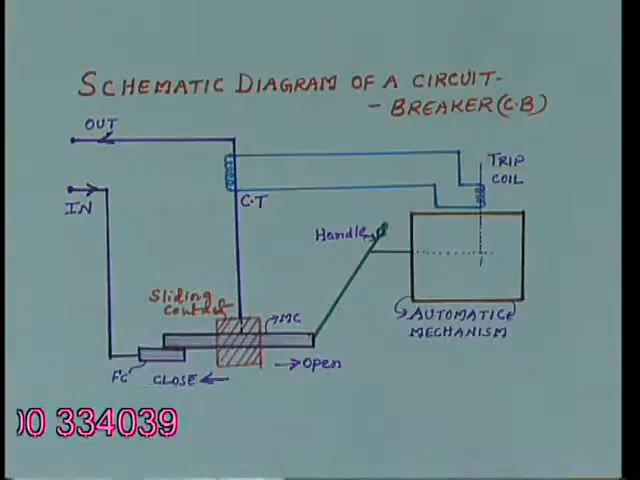 SCHEMATIC DIAGRAM OF A CIRCUIT-
- BREAKER (C.B)
OUT
TRIP
COIL
IN
C.T
Handle
Sliding
contact
MC
AUTOMATIC
MECHANISM
Open
FC
CLOSE
00 334039